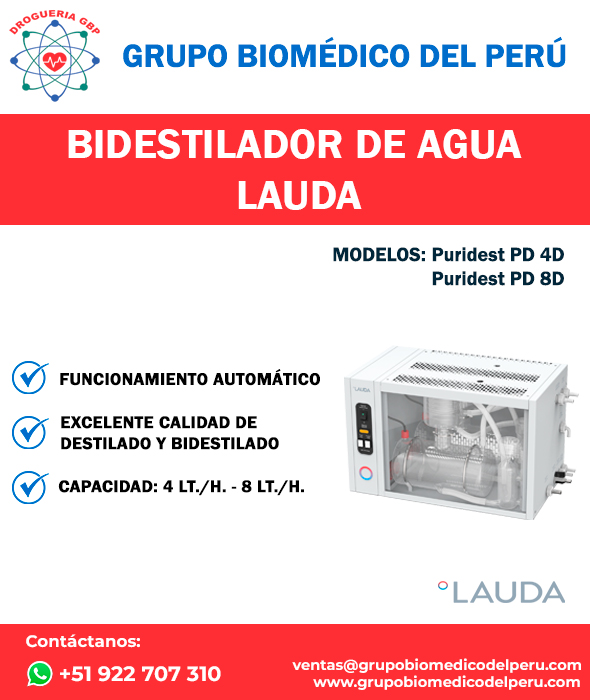 DROGUERIA GBP
GRUPO BIOMÉDICO DEL PERÚ
BIDESTILADOR DE AGUA
LAUDA
MODELOS: Puridest PD 4D
Puridest PD 8D
FUNCIONAMIENTO AUTOMÁTICO
EXCELENTE CALIDAD DE
DESTILADO Y BIDESTILADO
CAPACIDAD: 4 LT./H. - 8 LT./H.
LAUDA
LAUDA
Contáctanos:
+51 922 707 310
ventas@grupobiomedicodelperu.com
www.grupobiomedicodelperu.com